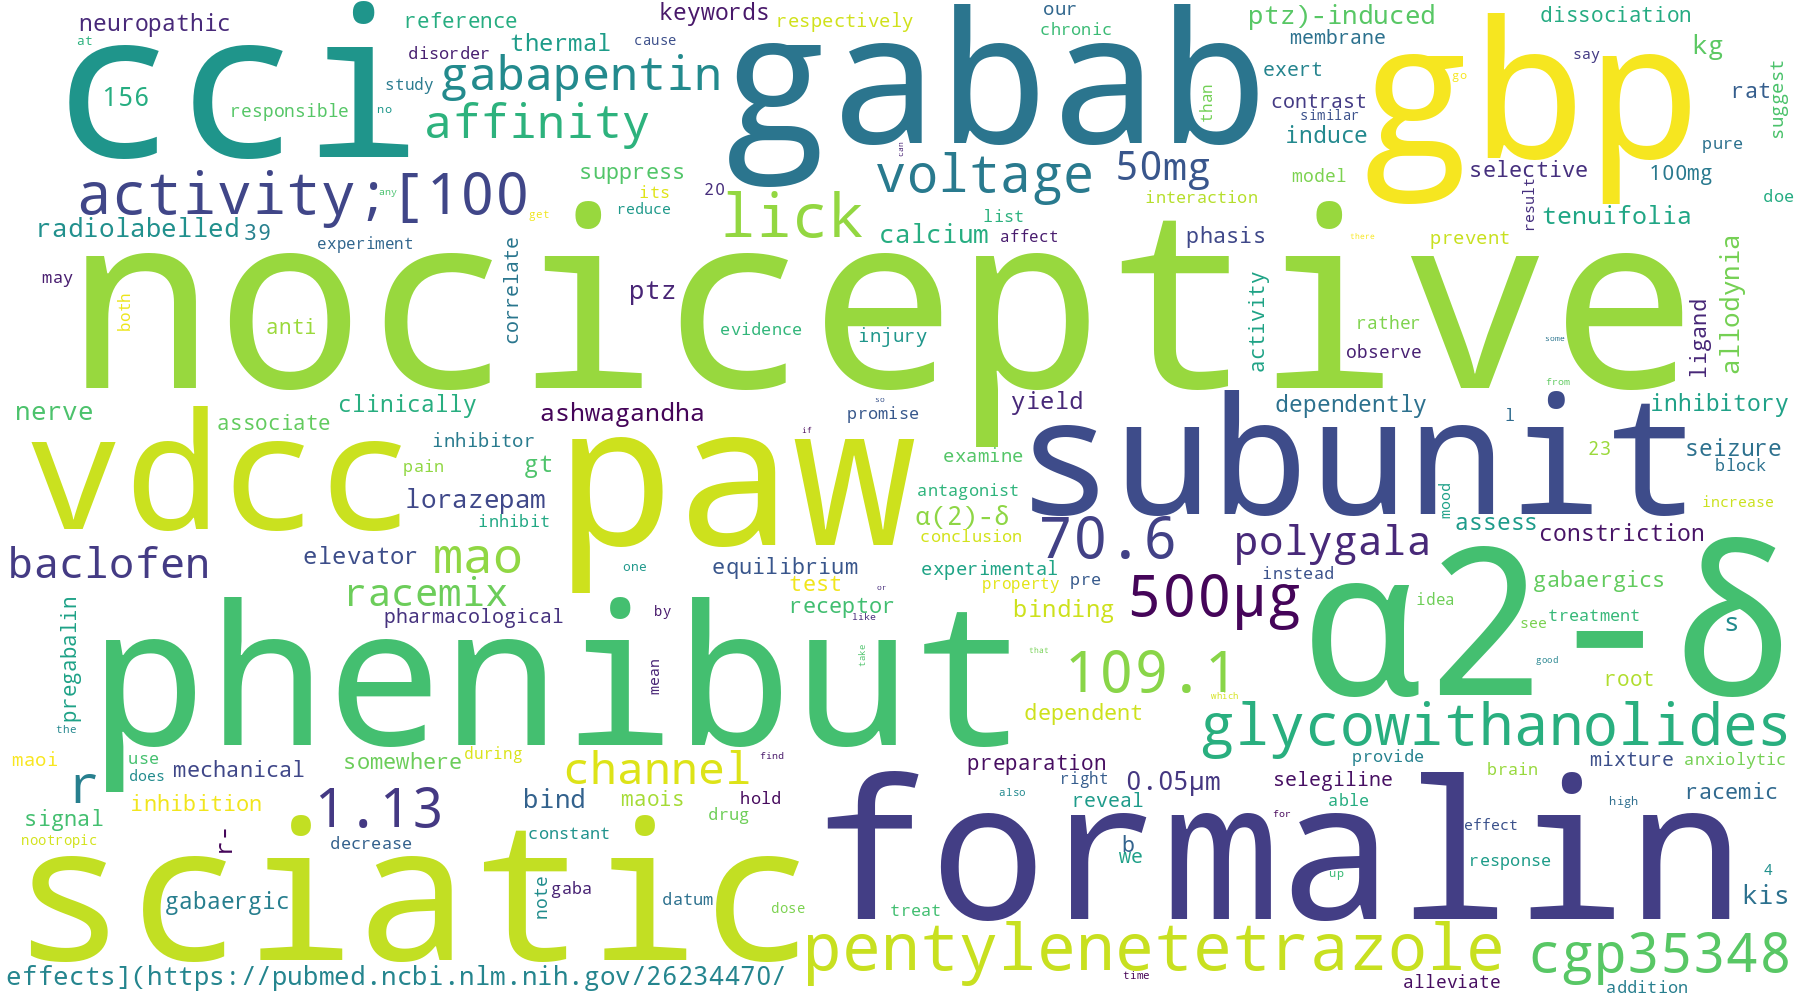 neuropathic
at
cci
156
responsible
no
reference
disorder
thermal
study
gabapentin
affinity
keywords
cause
respectively
gabab
our
chronic
than
can
ptz)-induced
membrane
exert
contrast
similar
induce
gbp
go
dissociation
say
kg
rat
suggest
pure
selective
100mg
doe
activity;[100
any
get
suppress
its
reduce
20
lick
voltage
50mg
interaction
model
result
tenuifolia
radiolabelled
39
experiment
calcium
list
affect
phasis
there
prevent
may
both
nociceptive
anti
correlate
ptz
evidence
injury
activity
rather
observe
some
from
ligand
allodynia
nerve
associate
clinically
ashwagandha
so
promise
yield
dependently
l
inhibitory
vdcc
pain
inhibitor
gt
lorazepam
inhibit
paw
if
examine
antagonist
α(2)-δ
conclusion
subunit
23
seizure
block
increase
mood
assess
constriction
baclofen
elevator
mao
racemix
one
equilibrium
test
or
experimental
property
pre
70.6
polygala
instead
500µg
binding
α2-δ
idea
gabaergics
see
treatment
s
good
root
pregabalin
the
phenibut
pharmacological
by
mean
receptor
like
take
that
109.1
which
dependent
glycowithanolides
maoi
use
does
mechanical
r
somewhere
during
channel
find
preparation
right
0.05µm
selegiline
provide
brain
mixture
anxiolytic
signal
inhibition
nootropic
r-
1.13
decrease
bind
constant
maois
drug
hold
also
reveal
able
for
high
racemic
sciatic
gabaergic
note
gaba
datum
dose
formalin
treat
b
we
up
effect
response
4
kis
pentylenetetrazole
cgp35348
effects](https://pubmed.ncbi.nlm.nih.gov/26234470/
time
alleviate
addition